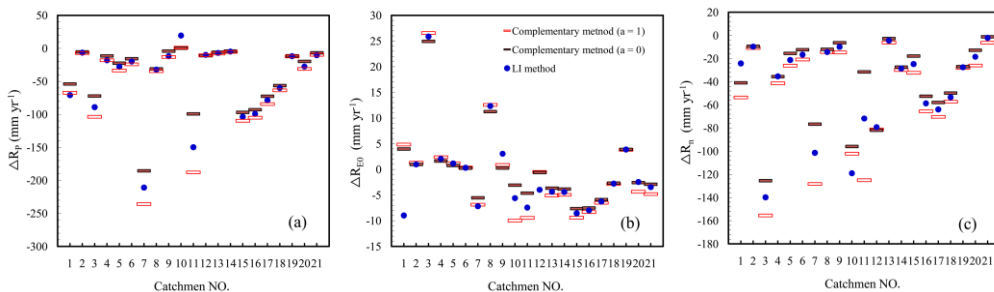 50
0
-50
-100
-150
-200
-250
-300
ΔR_P (mm yr⁻¹)
1 2 3 4 5 6 7 8 9 10 11 12 13 14 15 16 17 18 19 20 21
Catchmen NO.
(a)
30
25
20
15
10
5
0
-5
-10
-15
ΔR_E0 (mm yr⁻¹)
Complementary metnod (a = 1)
Complementary metnod (a = 0)
LI method
1 2 3 4 5 6 7 8 9 10 11 12 13 14 15 16 17 18 19 20 21
Catchmen NO.
(b)
20
0
-20
-40
-60
-80
-100
-120
-140
-160
-180
ΔR_n (mm yr⁻¹)
1 2 3 4 5 6 7 8 9 10 11 12 13 14 15 16 17 18 19 20 21
Catchmen NO.
(c)